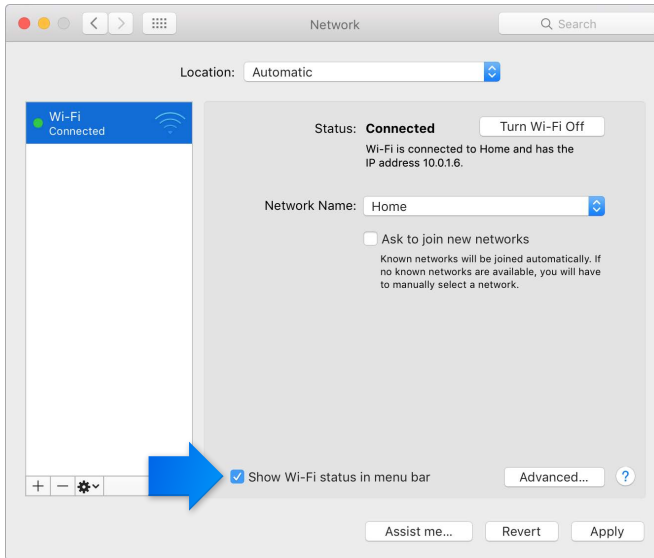 Network
Search
Location: Automatic
Wi-Fi
Connected
Status: Connected
Turn Wi-Fi Off
Wi-Fi is connected to Home and has the
IP address 10.0.1.6.
Network Name: Home
Ask to join new networks
Known networks will be joined automatically. If
no known networks are available, you will have
to manually select a network.
Show Wi-Fi status in menu bar
Advanced...
?
Assist me...
Revert
Apply